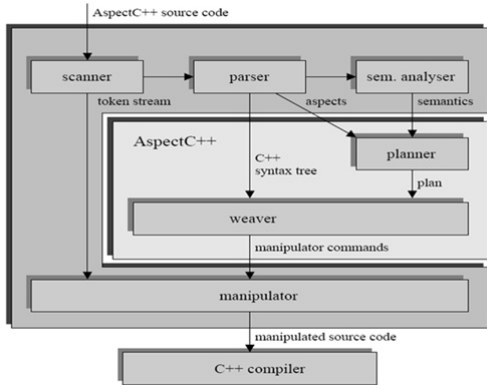 AspectC++ source code
scanner
parser
sem. analyser
token stream
aspects
semantics
AspectC++
C++
syntax tree
planner
plan
weaver
manipulator commands
manipulator
manipulated source code
C++ compiler